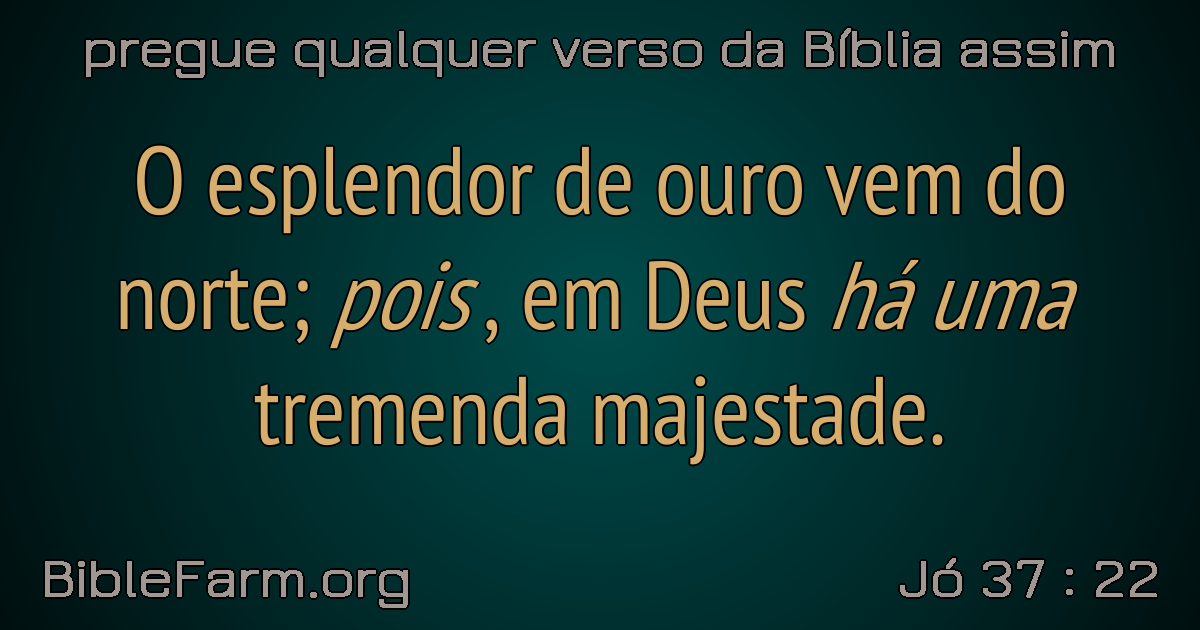 pregue qualquer verso da Bíblia assim
O esplendor de ouro vem do
norte; pois , em Deus há uma
tremenda majestade.
BibleFarm.org
Jó 37 : 22